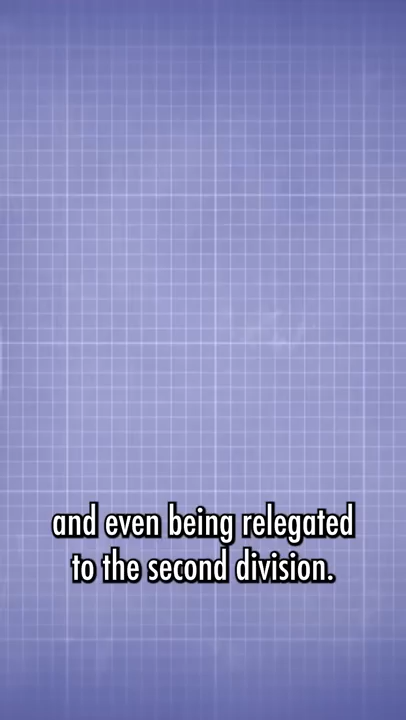 and even being relegated
to the second division.